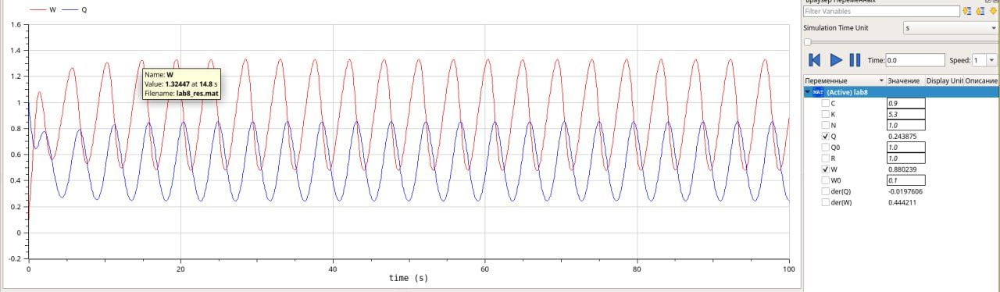 W Q
1.6
1.4
1.2
1
0.8
0.6
0.4
0.2
0
-0.2
0 20 40 60 80 100
time (s)
Name: W
Value: 1.32447 at 14.8 s
Filename: lab8_res.mat
Браузер Переменных
Filter Variables
Simulation Time Unit s
Time: 0.0 Speed: 1
Переменные Значение Display Unit Описание
MAT (Active) lab8
C 0.9
K 5.3
N 1.0
Q 0.243875
Q0 1.0
R 1.0
W 0.880239
W0 0.1
der(Q) -0.0197606
der(W) 0.444211